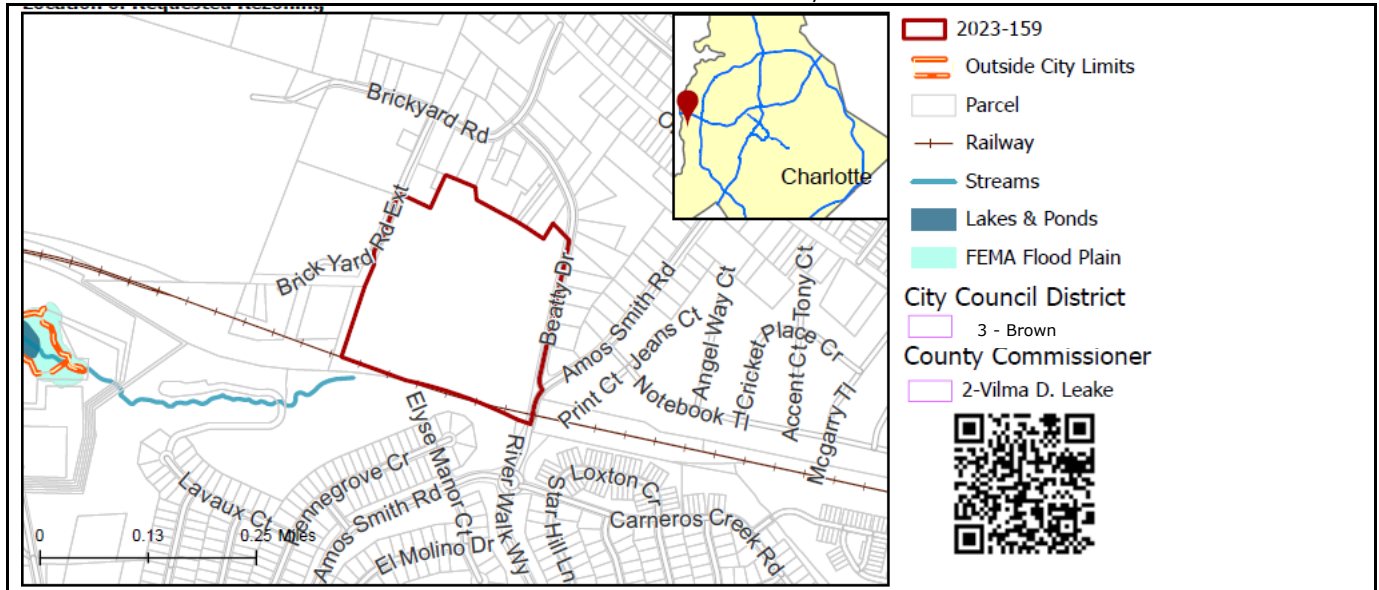 Location of Requested Rezoning
Brickyard Rd
Brick Yard Rd Ext
Beatty Dr
Amos Smith Rd
Print Ct
Jeans Ct
Angel Way Ct
Notebook Tl
Cricket
Place Cr
Accent Ct
Tony Ct
Mcgarry Tl
Elyse Manor Ct
River Walk Wy
Star Hill Ln
Loxton Cr
Carneros Creek Rd
Lavaux Ct
Amos Smith Rd
El Molino Dr
0 0.13 0.25 Miles
Charlotte
2023-159
Outside City Limits
Parcel
Railway
Streams
Lakes & Ponds
FEMA Flood Plain
City Council District
3 - Brown
County Commissioner
2-Vilma D. Leake